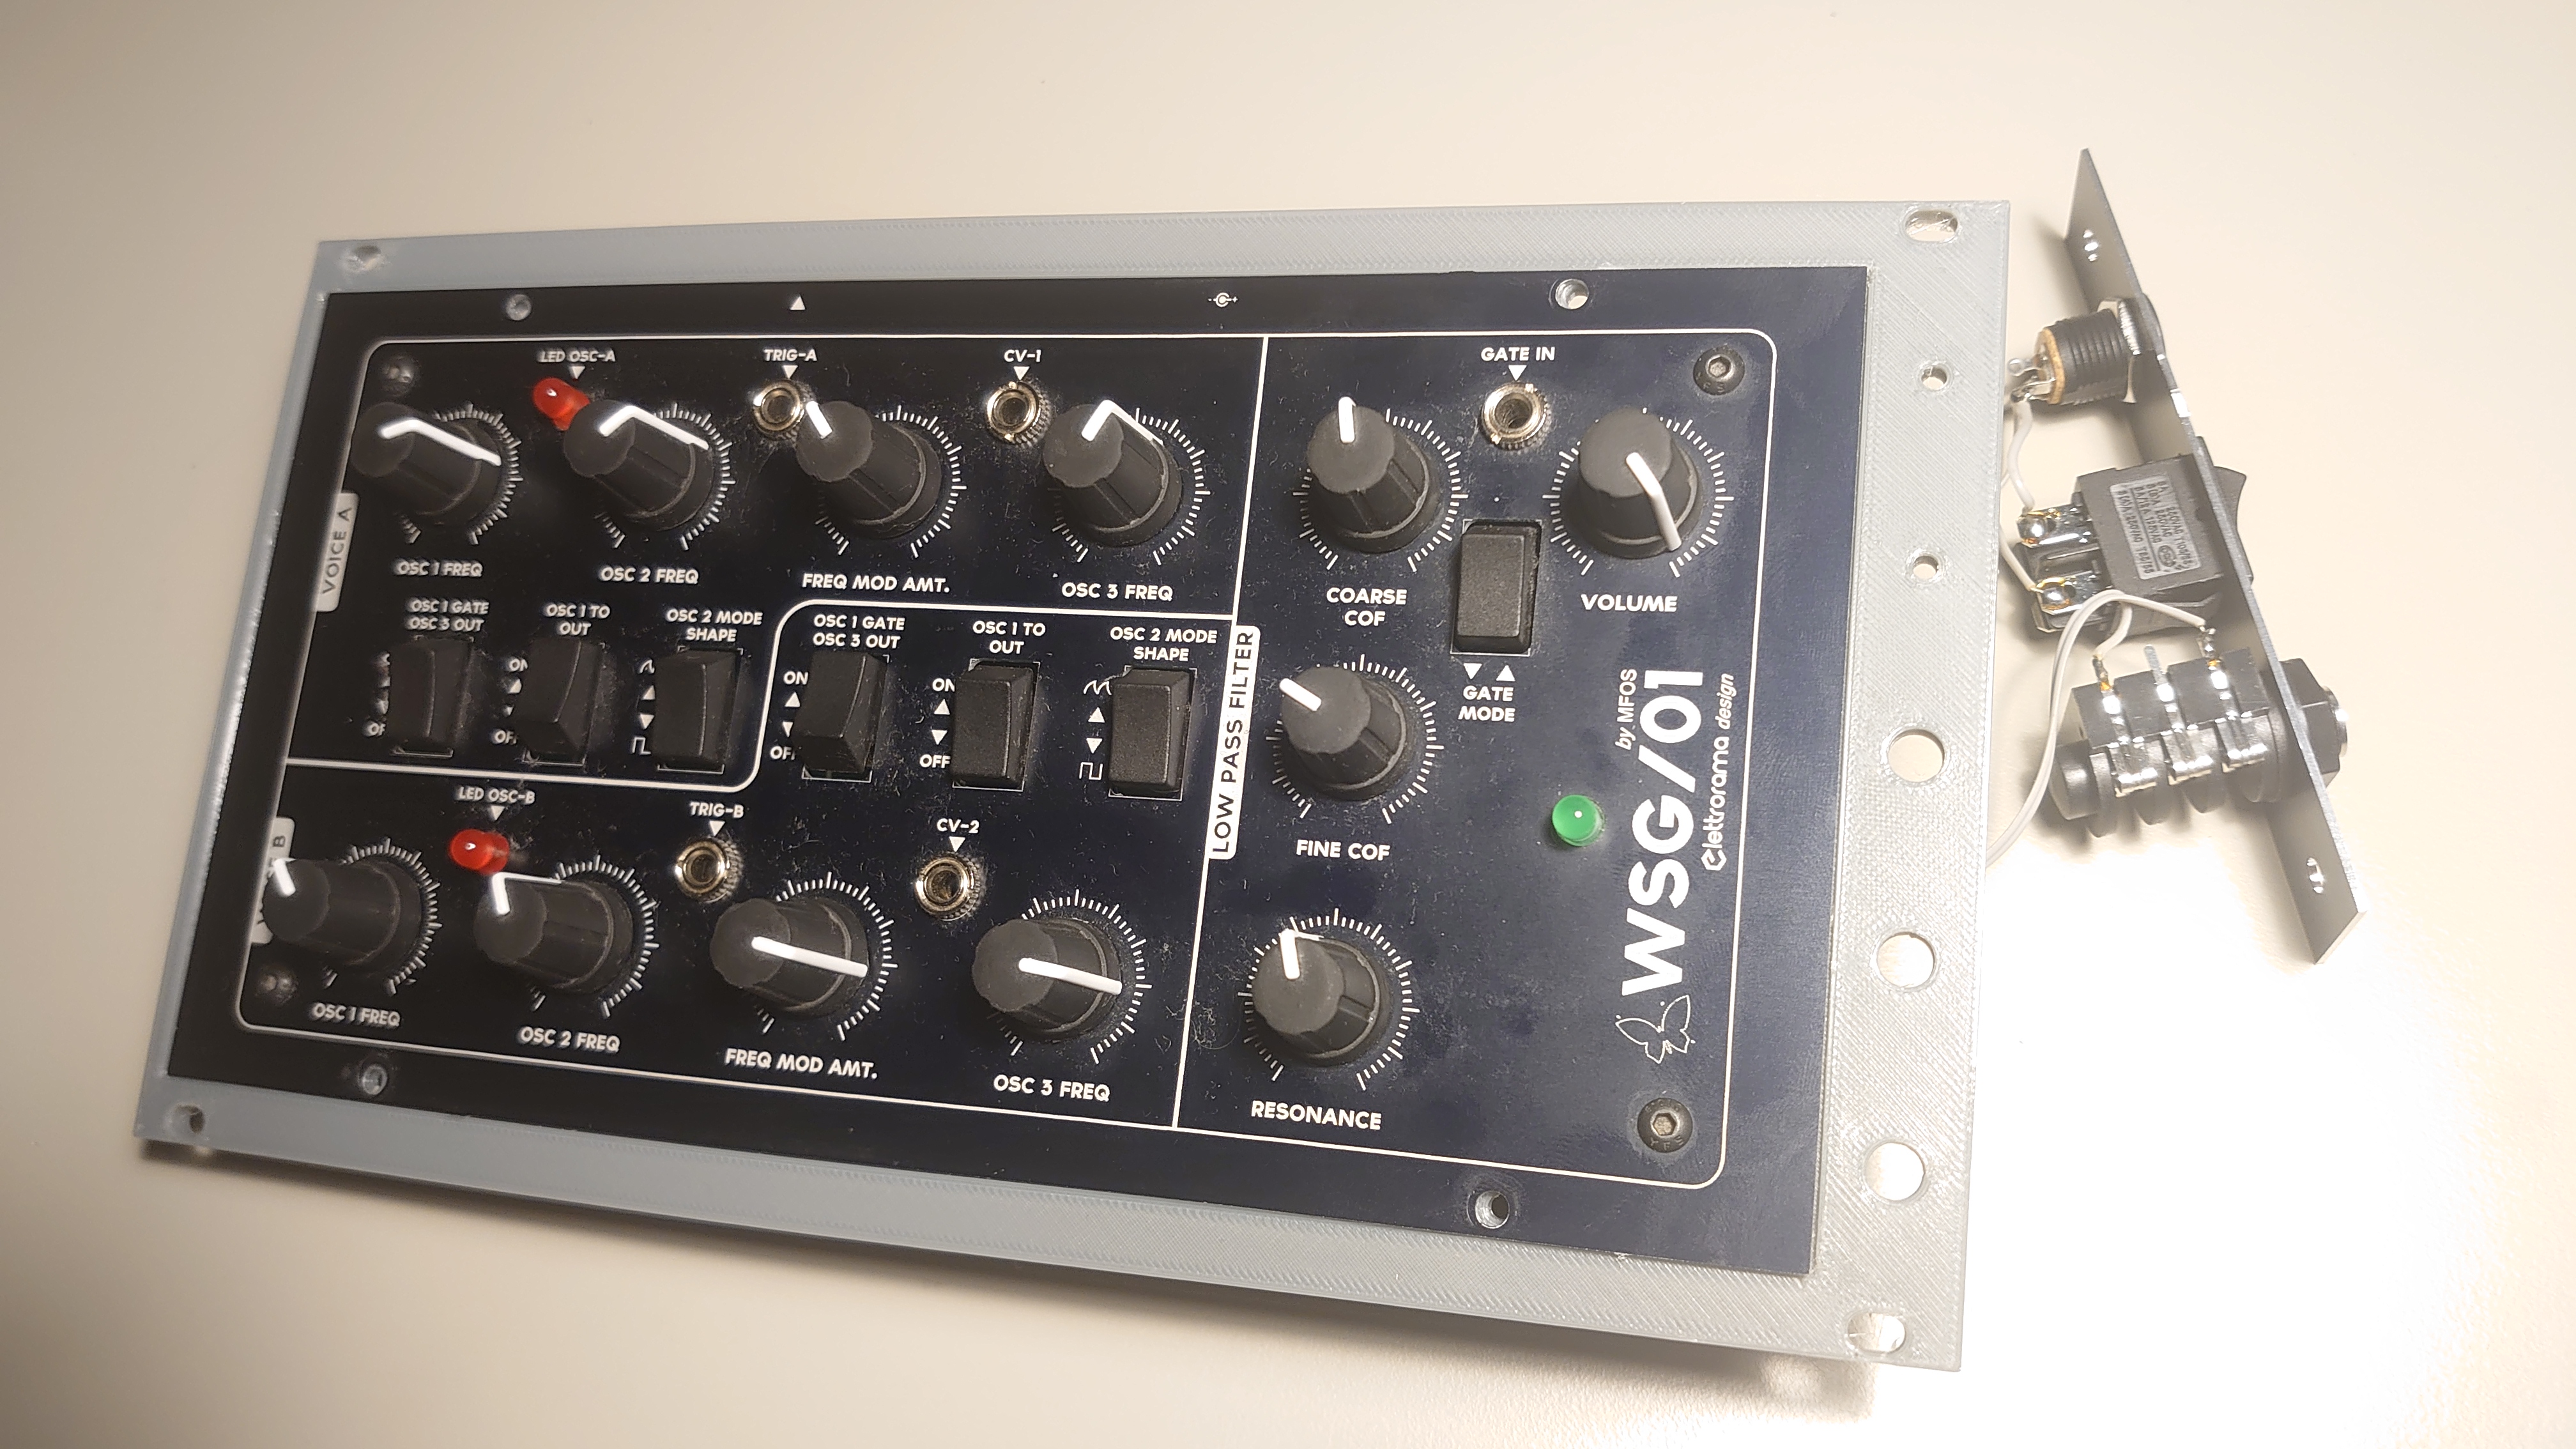 LED OSC-A
TRIG-A
CV-1
GATE IN
VOICE A
OSC 1 FREQ
OSC 2 FREQ
FREQ MOD AMT.
OSC 3 FREQ
COARSE
COF
VOLUME
OSC 1 GATE
OSC 3 OUT
OSC 1 TO
OUT
OSC 2 MODE
SHAPE
OSC 1 GATE
OSC 3 OUT
OSC 1 TO
OUT
OSC 2 MODE
SHAPE
ON
OFF
ON
OFF
GATE
MODE
LOW PASS FILTER
LED OSC-B
TRIG-B
CV-2
FINE COF
B
OSC 1 FREQ
OSC 2 FREQ
FREQ MOD AMT.
OSC 3 FREQ
RESONANCE
by MFOS
WSG/01
Elettrorama design